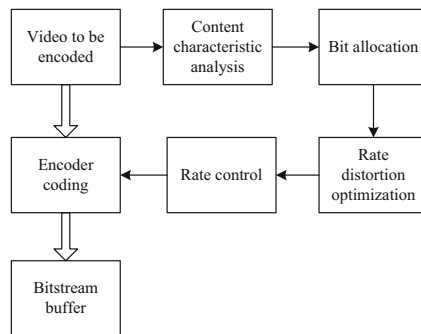 Video to be
encoded
Content
characteristic
analysis
Bit allocation
Encoder
coding
Rate control
Rate
distortion
optimization
Bitstream
buffer